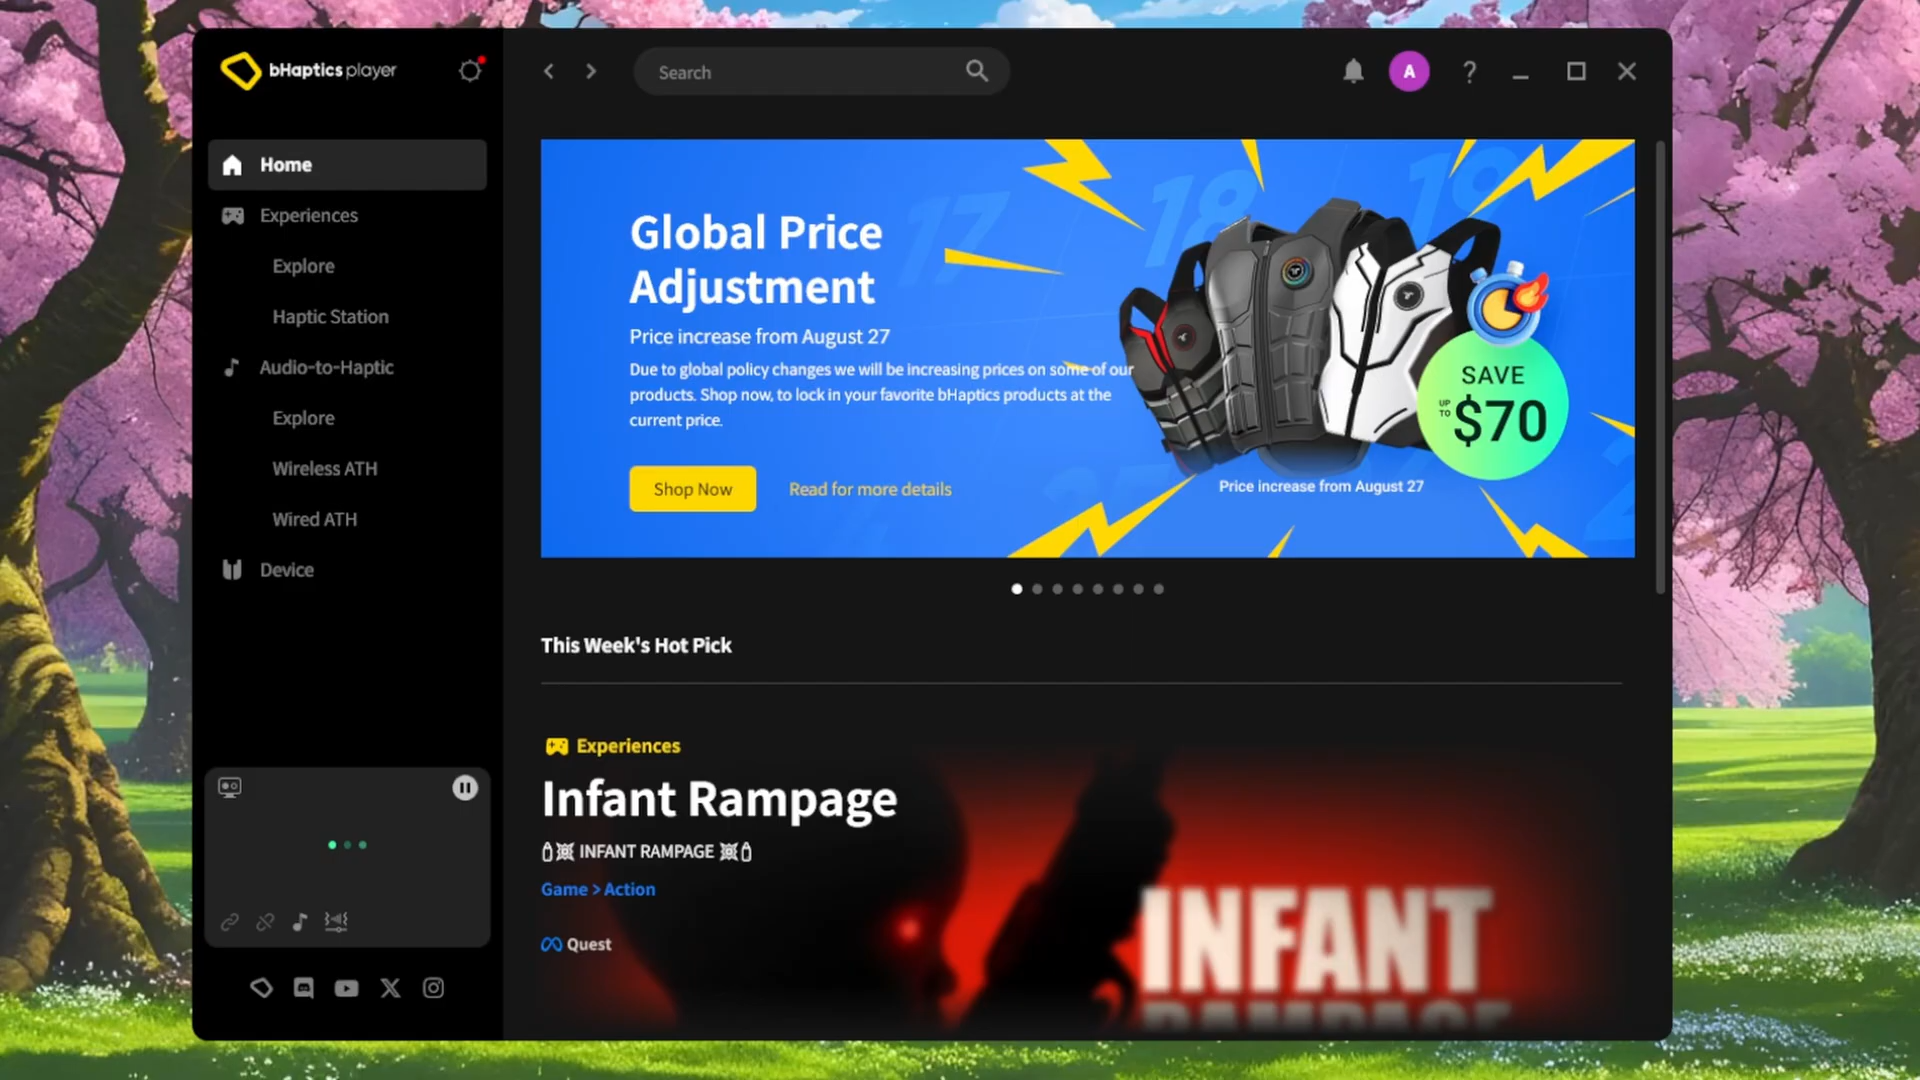 bHaptics player
Search
A
?
Home
Experiences
Explore
Haptic Station
Audio-to-Haptic
Explore
Wireless ATH
Wired ATH
Device
17
18
19
Global Price
Adjustment
Price increase from August 27
Due to global policy changes we will be increasing prices on some of our
products. Shop now, to lock in your favorite bHaptics products at the
current price.
Shop Now
Read for more details
SAVE
UP TO $70
Price increase from August 27
This Week's Hot Pick
Experiences
Infant Rampage
INFANT RAMPAGE
Game > Action
Quest
INFANT
RAMPAGE